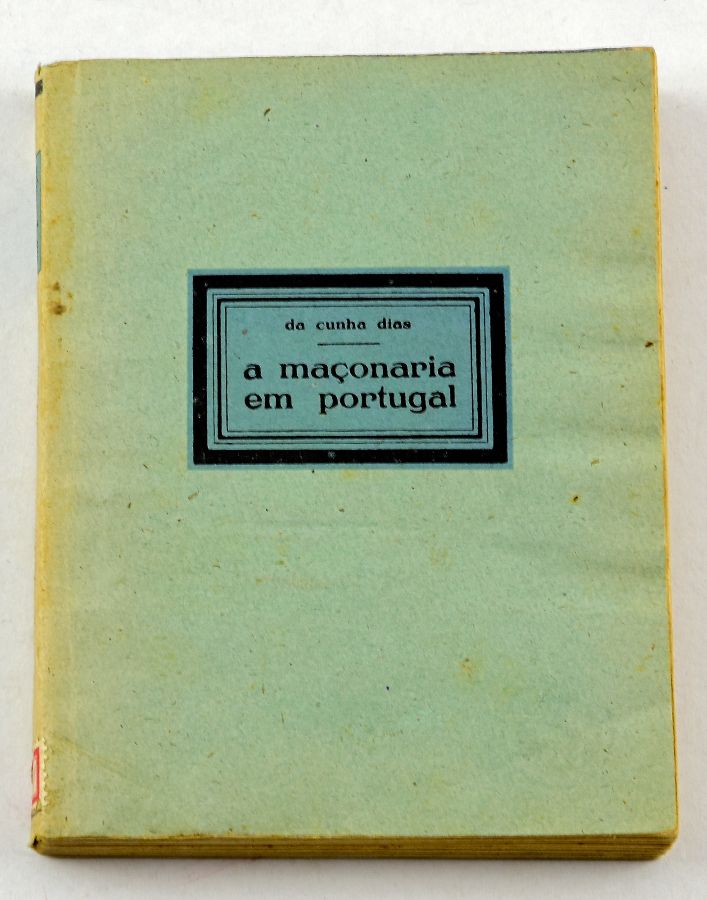 da cunha dias
a maçonaria
em portugal